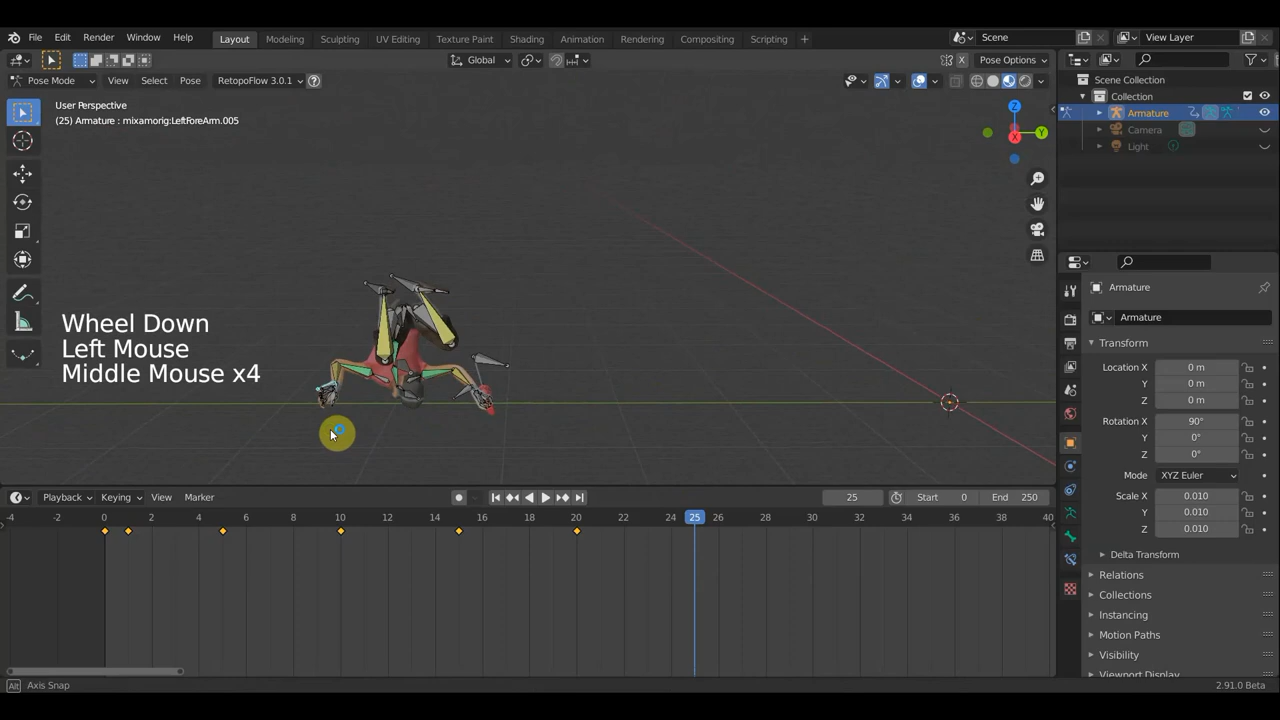 File Edit Render Window Help Layout Modeling Sculpting UV Editing Texture Paint Shading Animation Rendering Compositing Scripting + Scene View Layer
Global Pose Options
Pose Mode View Select Pose RetopoFlow 3.0.1
User Perspective
(25) Armature : mixamorig:LeftForeArm.005
Z
Y
X
Wheel Down
Left Mouse
Middle Mouse x4
Scene Collection
Collection
Armature
Camera
Light
Armature
Armature
Transform
Location X 0 m
Y 0 m
Z 0 m
Rotation X 90°
Y 0°
Z 0°
Mode XYZ Euler
Scale X 0.010
Y 0.010
Z 0.010
Delta Transform
Relations
Collections
Instancing
Motion Paths
Visibility
Viewport Display
Playback Keying View Marker 25 Start 0 End 250
-4 -2 0 2 4 6 8 10 12 14 16 18 20 22 24 25 26 28 30 32 34 36 38 40
Alt Axis Snap 2.91.0 Beta